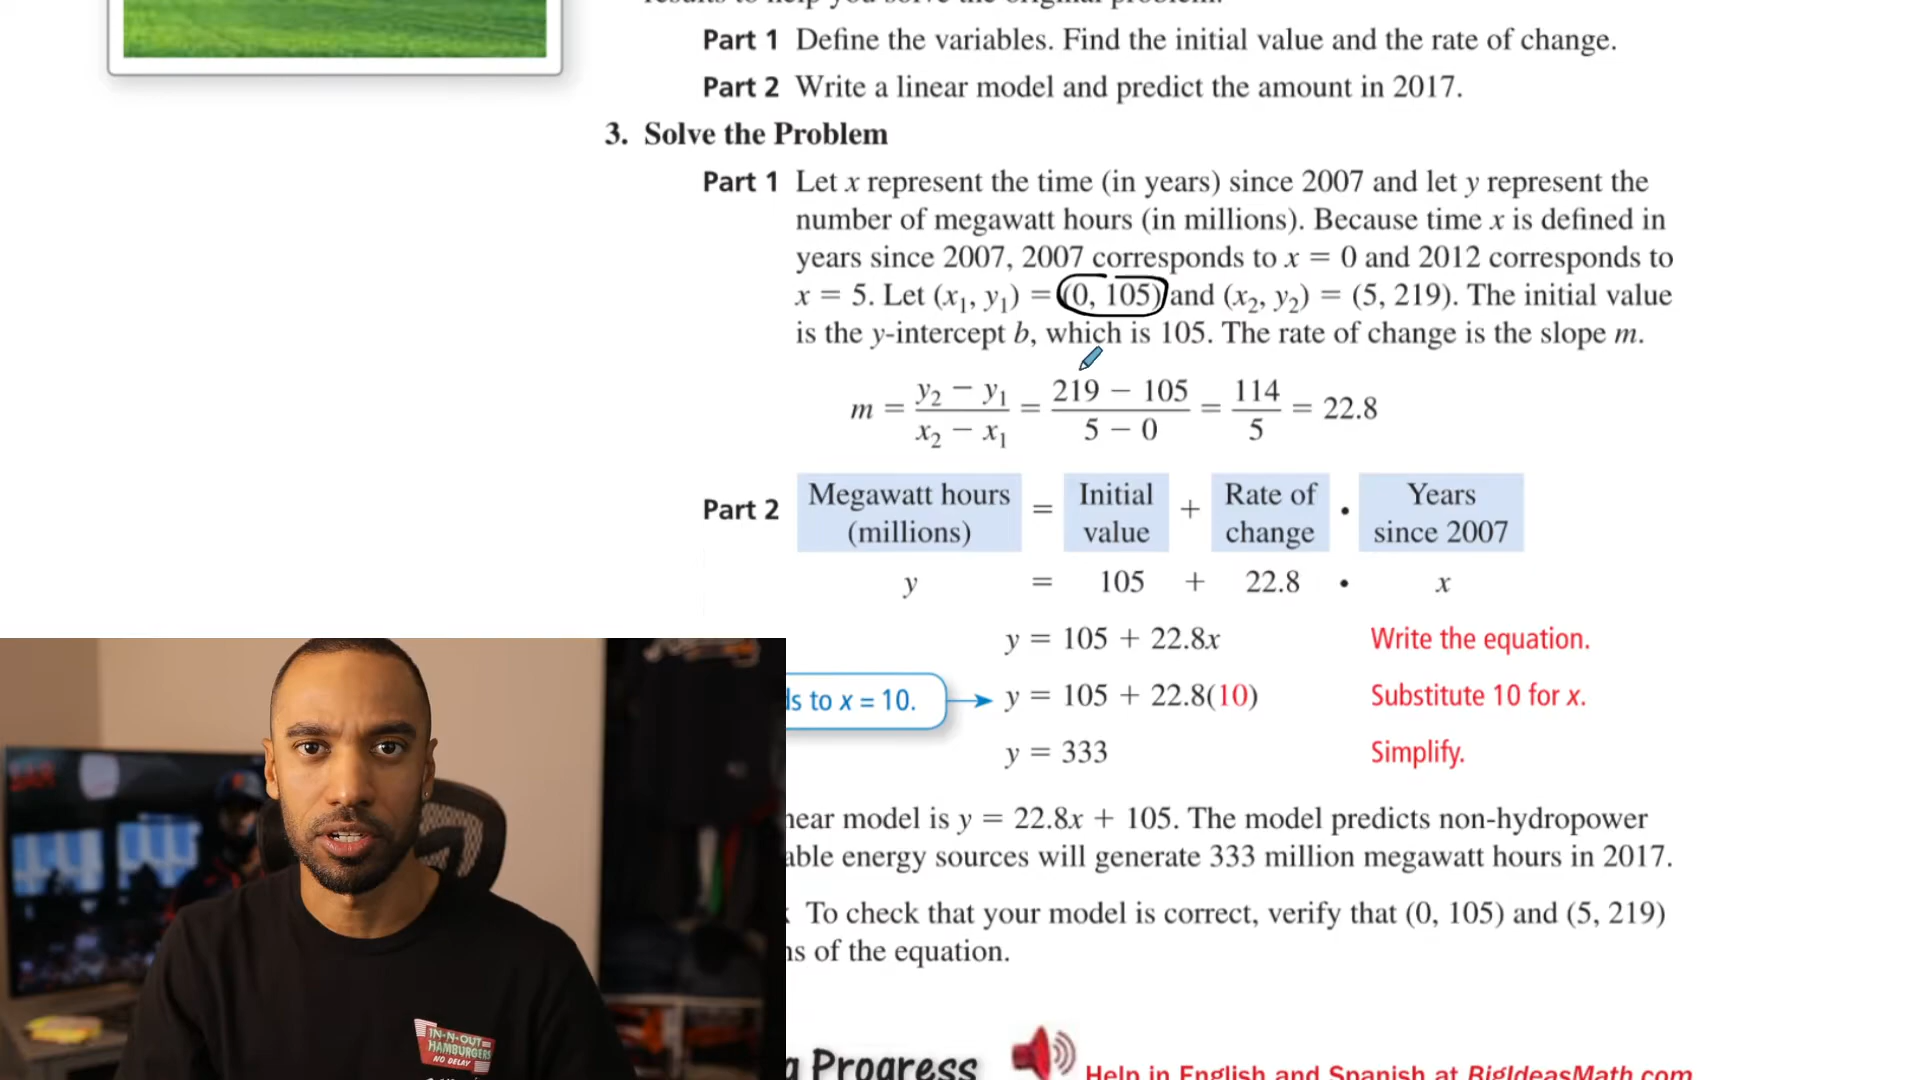 Part 1 Define the variables. Find the initial value and the rate of change.
Part 2 Write a linear model and predict the amount in 2017.
3. Solve the Problem
Part 1 Let x represent the time (in years) since 2007 and let y represent the
number of megawatt hours (in millions). Because time x is defined in
years since 2007, 2007 corresponds to x = 0 and 2012 corresponds to
x = 5. Let (x₁, y₁) = (0, 105) and (x₂, y₂) = (5, 219). The initial value
is the y-intercept b, which is 105. The rate of change is the slope m.
m = (y₂ − y₁)/(x₂ − x₁) = (219 − 105)/(5 − 0) = 114/5 = 22.8
Part 2 Megawatt hours (millions) = Initial value + Rate of change • Years since 2007
y = 105 + 22.8 • x
y = 105 + 22.8x Write the equation.
ls to x = 10. y = 105 + 22.8(10) Substitute 10 for x.
y = 333 Simplify.
near model is y = 22.8x + 105. The model predicts non-hydropower
able energy sources will generate 333 million megawatt hours in 2017.
To check that your model is correct, verify that (0, 105) and (5, 219)
ns of the equation.
g Progress
Help in English and Spanish at BigIdeasMath.com
IN-N-OUT
HAMBURGERS
NO DELAY